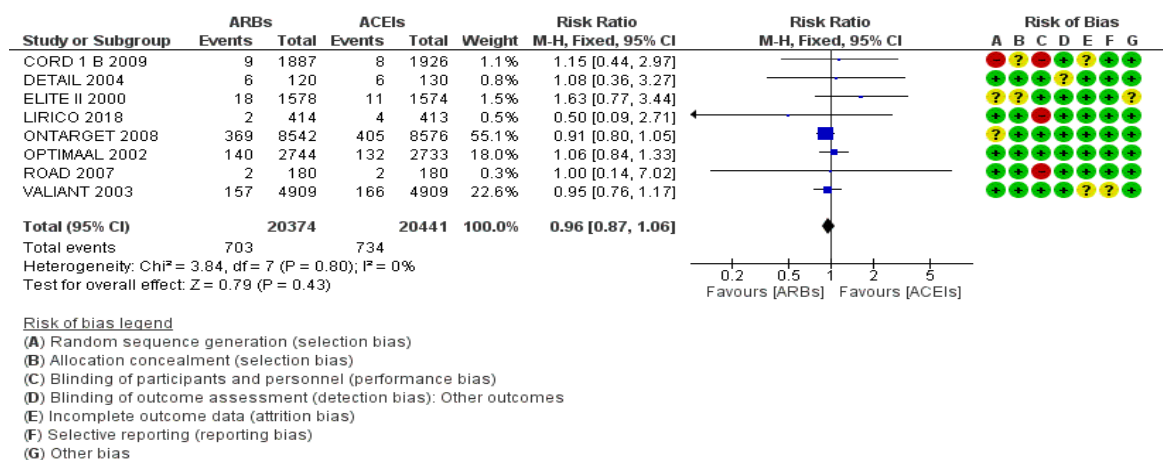 ARBs ACEIs Risk Ratio Risk Ratio Risk of Bias
Study or Subgroup Events Total Events Total Weight M-H, Fixed, 95% CI M-H, Fixed, 95% CI A B C D E F G
CORD 1 B 2009 9 1887 8 1926 1.1% 1.15 [0.44, 2.97] - ? - + ? + +
DETAIL 2004 6 120 6 130 0.8% 1.08 [0.36, 3.27] + + + ? + + +
ELITE II 2000 18 1578 11 1574 1.5% 1.63 [0.77, 3.44] ? ? + + + + ?
LIRICO 2018 2 414 4 413 0.5% 0.50 [0.09, 2.71] + + - + + + +
ONTARGET 2008 369 8542 405 8576 55.1% 0.91 [0.80, 1.05] ? + + + + + +
OPTIMAAL 2002 140 2744 132 2733 18.0% 1.06 [0.84, 1.33] + + + + + + +
ROAD 2007 2 180 2 180 0.3% 1.00 [0.14, 7.02] + + - + + + +
VALIANT 2003 157 4909 166 4909 22.6% 0.95 [0.76, 1.17] + + + + ? ? +
Total (95% CI) 20374 20441 100.0% 0.96 [0.87, 1.06]
Total events 703 734
Heterogeneity: Chi² = 3.84, df = 7 (P = 0.80); I² = 0%
Test for overall effect: Z = 0.79 (P = 0.43)
0.2 0.5 1 2 5
Favours [ARBs] Favours [ACEIs]
Risk of bias legend
(A) Random sequence generation (selection bias)
(B) Allocation concealment (selection bias)
(C) Blinding of participants and personnel (performance bias)
(D) Blinding of outcome assessment (detection bias): Other outcomes
(E) Incomplete outcome data (attrition bias)
(F) Selective reporting (reporting bias)
(G) Other bias